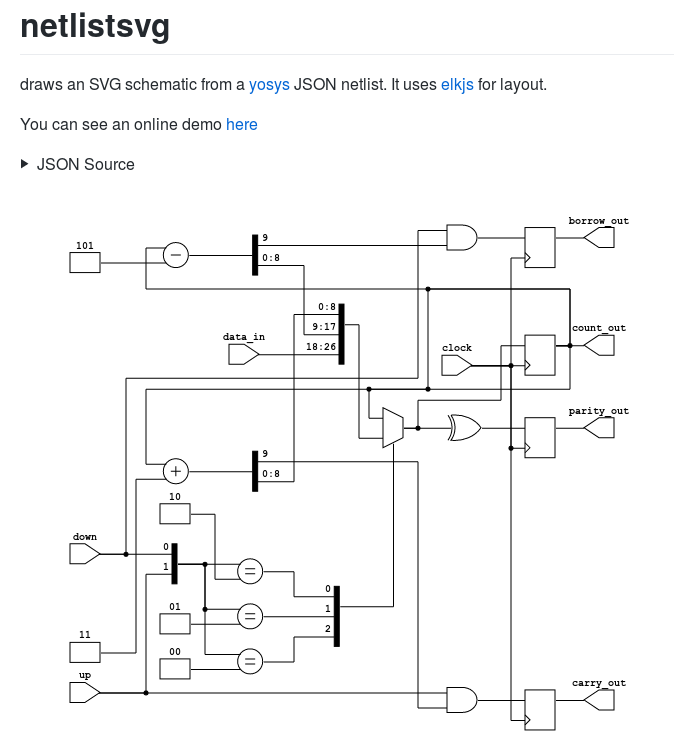 netlistsvg
draws an SVG schematic from a yosys JSON netlist. It uses elkjs for layout.
You can see an online demo here
JSON Source
borrow_out
101
9
0:8
0:8
9:17
18:26
data_in
clock
count_out
parity_out
9
0:8
10
down
0
1
01
00
0
1
2
11
up
carry_out